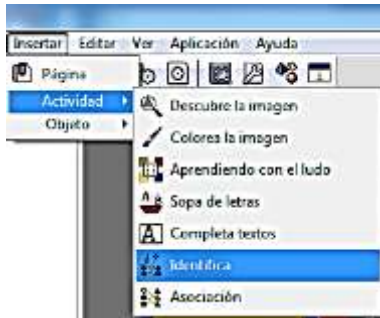 Insertar Editar Ver Aplicación Ayuda
Página
Actividad
Objeto
Descubre la imagen
Colorea la imagen
Aprendiendo con el ludo
Sopa de letras
Completa textos
Identifica
Asociación